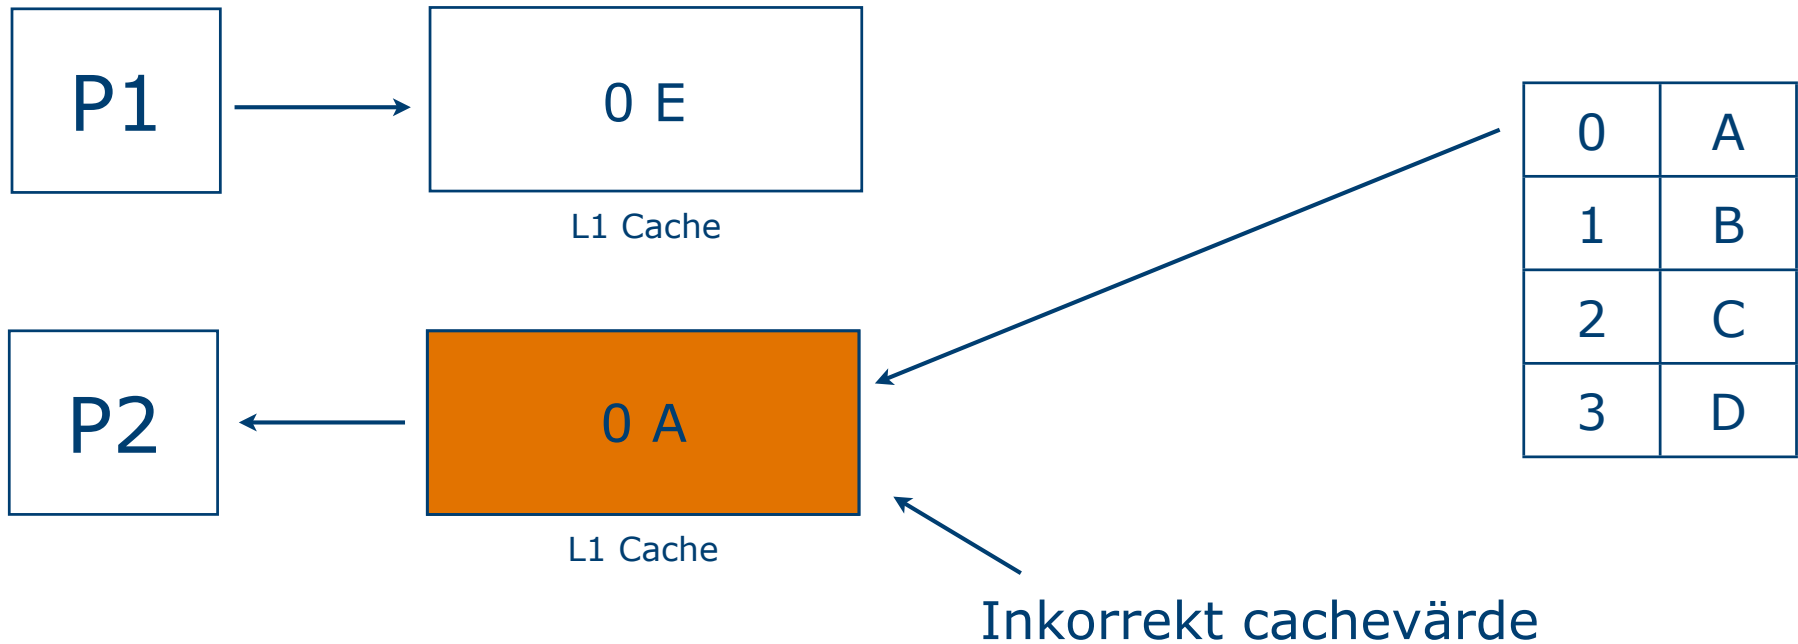 P1
0 E
L1 Cache
0 A
1 B
2 C
3 D
P2
0 A
L1 Cache
Inkorrekt cachevärde